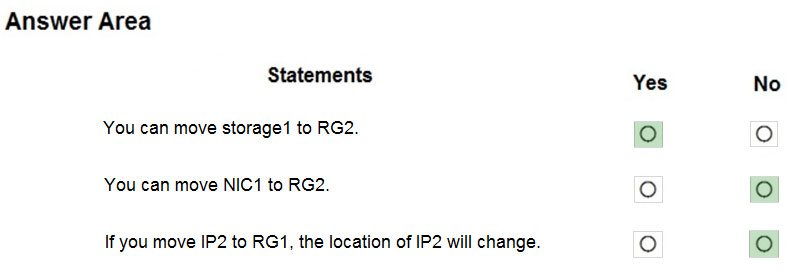 Answer Area
Statements Yes No
You can move storage1 to RG2.
You can move NIC1 to RG2.
If you move IP2 to RG1, the location of IP2 will change.